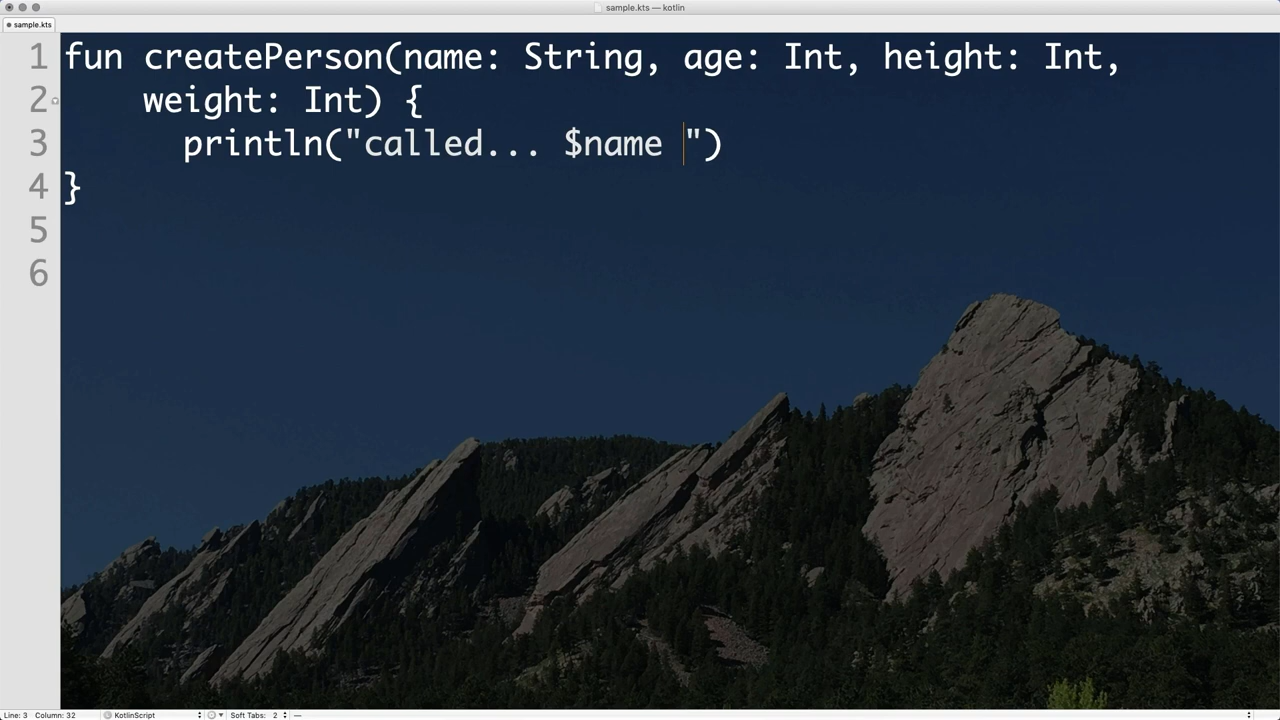 sample.kts — kotlin
sample.kts
1 fun createPerson(name: String, age: Int, height: Int,
2 weight: Int) {
3 println("called... $name ")
4 }
5
6
Line: 3 Column: 32 KotlinScript Soft Tabs: 2 —